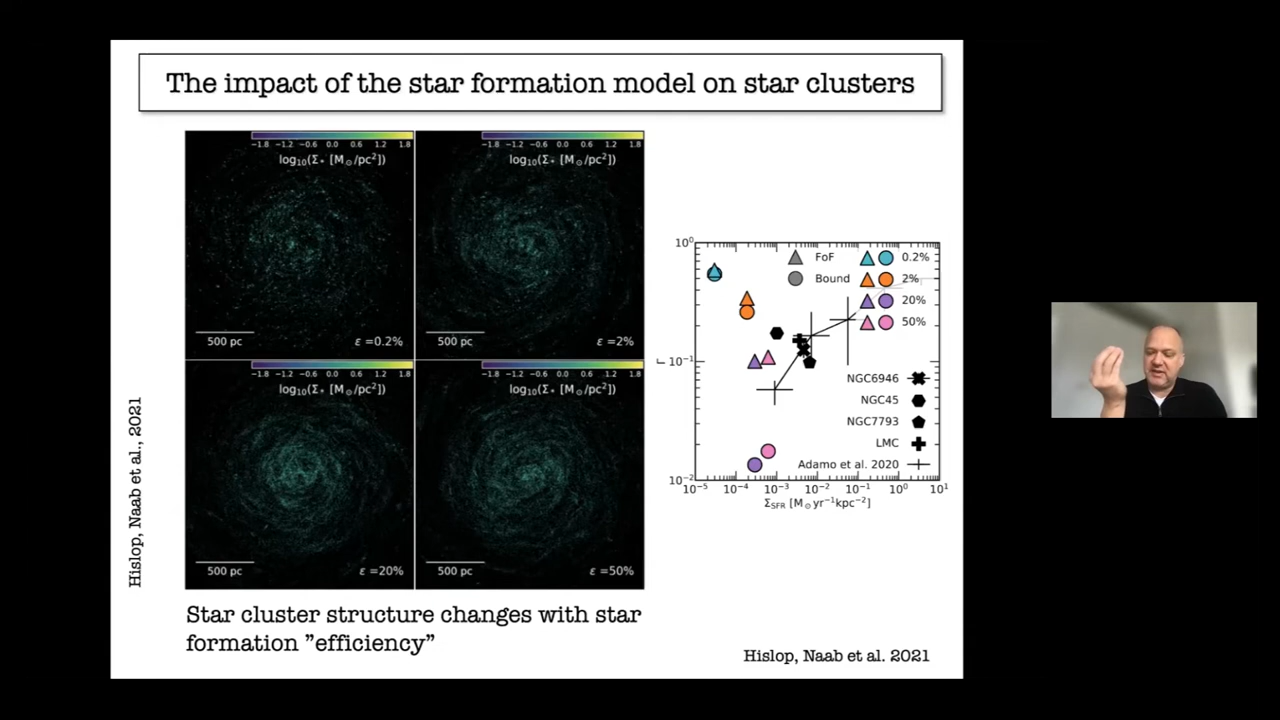 The impact of the star formation model on star clusters
-1.8 -1.2 -0.6 0.0 0.6 1.2 1.8
log₁₀(Σ⋆ [M⊙/pc²])
500 pc
ε =0.2%
-1.8 -1.2 -0.6 0.0 0.6 1.2 1.8
log₁₀(Σ⋆ [M⊙/pc²])
500 pc
ε =2%
-1.8 -1.2 -0.6 0.0 0.6 1.2 1.8
log₁₀(Σ⋆ [M⊙/pc²])
500 pc
ε =20%
-1.8 -1.2 -0.6 0.0 0.6 1.2 1.8
log₁₀(Σ⋆ [M⊙/pc²])
500 pc
ε =50%
Hislop, Naab et al., 2021
10⁰
10⁻¹
10⁻²
Γ
FoF
Bound
0.2%
2%
20%
50%
NGC6946
NGC45
NGC7793
LMC
Adamo et al. 2020
10⁻⁵ 10⁻⁴ 10⁻³ 10⁻² 10⁻¹ 10⁰ 10¹
Σ_SFR [M⊙yr⁻¹kpc⁻²]
Star cluster structure changes with star
formation ”efficiency”
Hislop, Naab et al. 2021